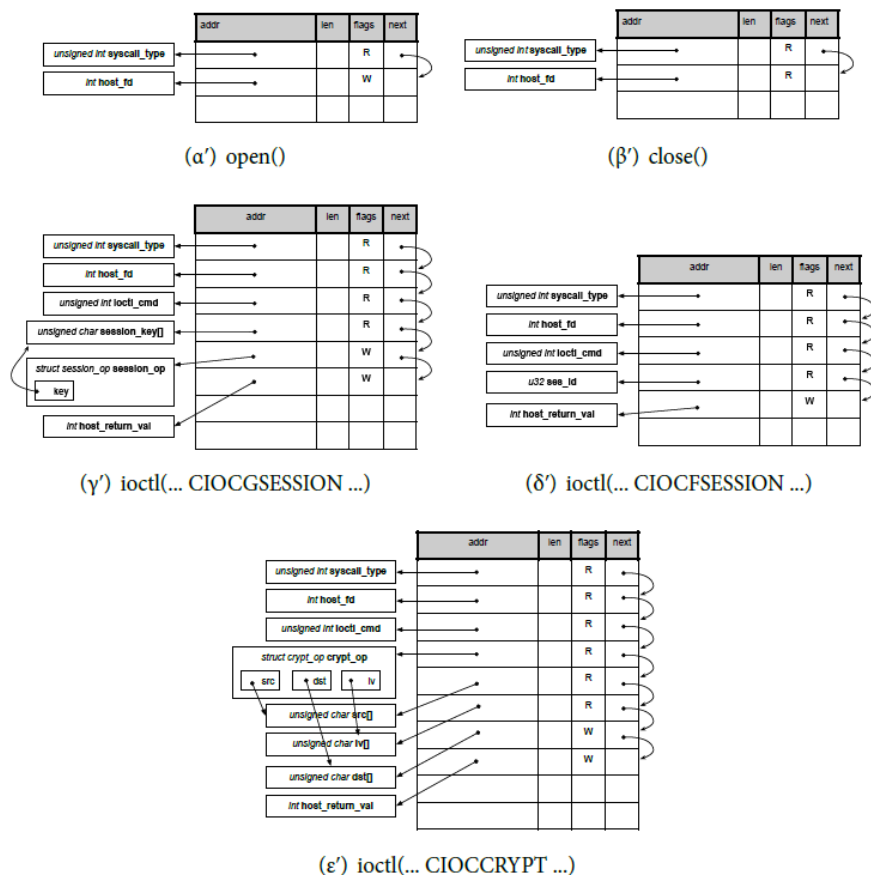 addr len flags next
unsigned int syscall_type R
int host_fd W
(α′) open()
addr len flags next
unsigned int syscall_type R
int host_fd R
(β′) close()
addr len flags next
unsigned int syscall_type R
int host_fd R
unsigned int ioctl_cmd R
unsigned char session_key[] R
struct session_op session_op W
key
W
int host_return_val
(γ′) ioctl(... CIOCGSESSION ...)
addr len flags next
unsigned int syscall_type R
int host_fd R
unsigned int ioctl_cmd R
u32 ses_id R
W
int host_return_val
(δ′) ioctl(... CIOCFSESSION ...)
addr len flags next
unsigned int syscall_type R
int host_fd R
unsigned int ioctl_cmd R
struct crypt_op crypt_op R
src dst iv R
unsigned char src[]
R
unsigned char iv[] W
W
unsigned char dst[]
int host_return_val
(ε′) ioctl(... CIOCCRYPT ...)